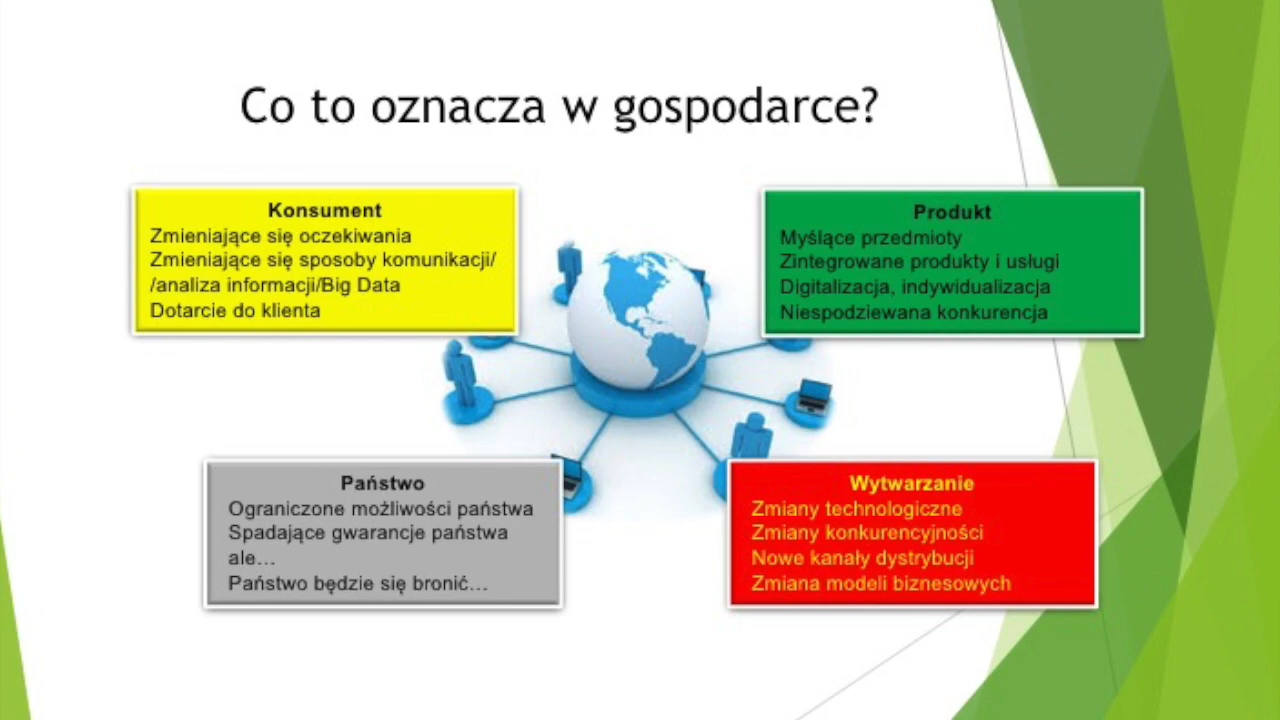 Co to oznacza w gospodarce?
Konsument
Zmieniające się oczekiwania
Zmieniające się sposoby komunikacji/
/analiza informacji/Big Data
Dotarcie do klienta
Produkt
Myślące przedmioty
Zintegrowane produkty i usługi
Digitalizacja, indywidualizacja
Niespodziewana konkurencja
Państwo
Ograniczone możliwości państwa
Spadające gwarancje państwa
ale...
Państwo będzie się bronić...
Wytwarzanie
Zmiany technologiczne
Zmiany konkurencyjności
Nowe kanały dystrybucji
Zmiana modeli biznesowych